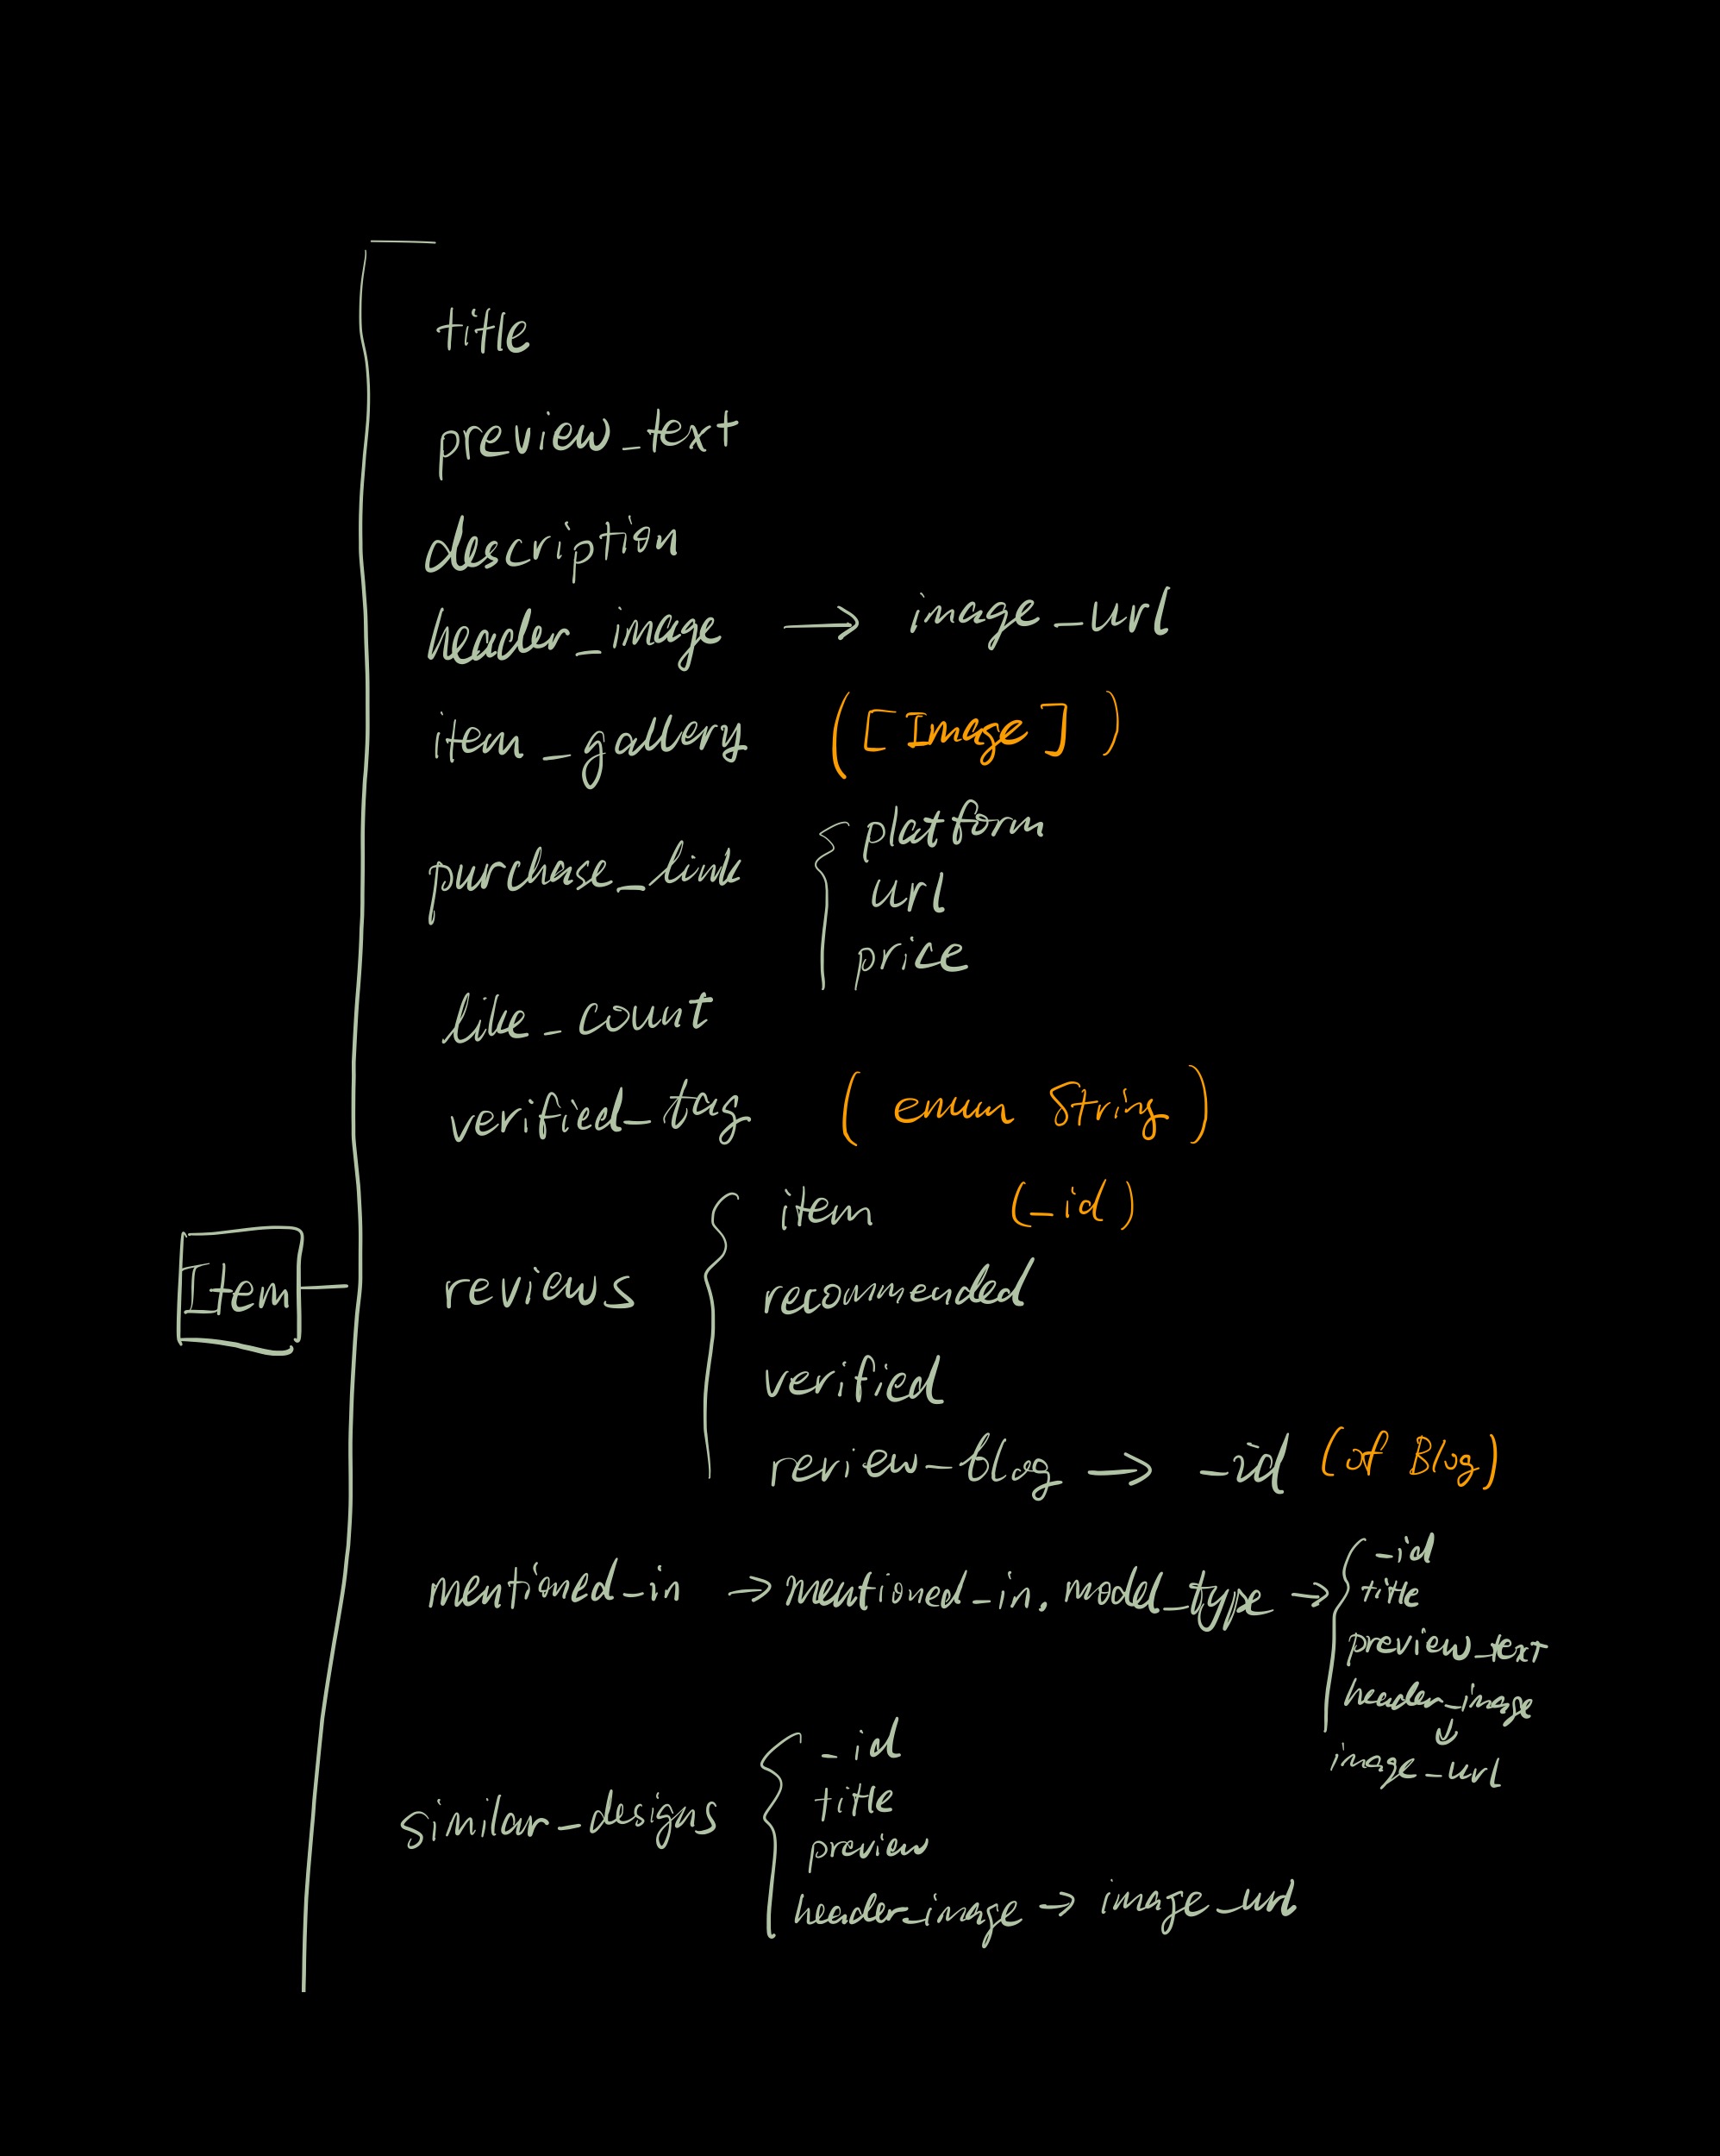 title
preview_text
description
header_image → image_url
item_gallery ([Image])
purchase_link
platform
url
price
like_count
verified_tag (enum String)
Item
reviews
item (_id)
recommended
verified
review_blog → _id (of Blog)
mentioned_in → mentioned_in.model_type →
_id
title
preview_text
header_image
↓
image_url
similar_designs
_id
title
preview
header_image → image_url